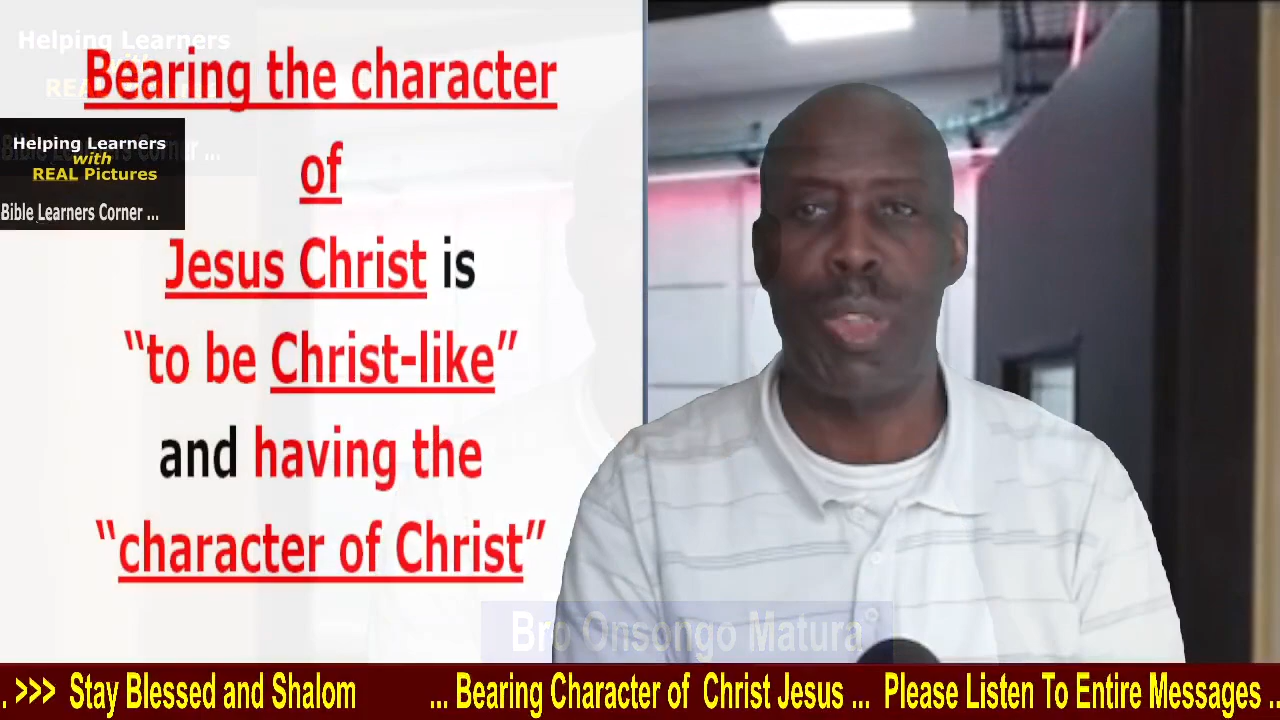 Helping Learners
with
Bearing the character
of
Jesus Christ is
“to be Christ-like”
and having the
“character of Christ”
Helping Learners
with
REAL Pictures
Bible Learners Corner ...
Bro Onsongo Matura
. >>> Stay Blessed and Shalom ... Bearing Character of Christ Jesus ... Please Listen To Entire Messages ..